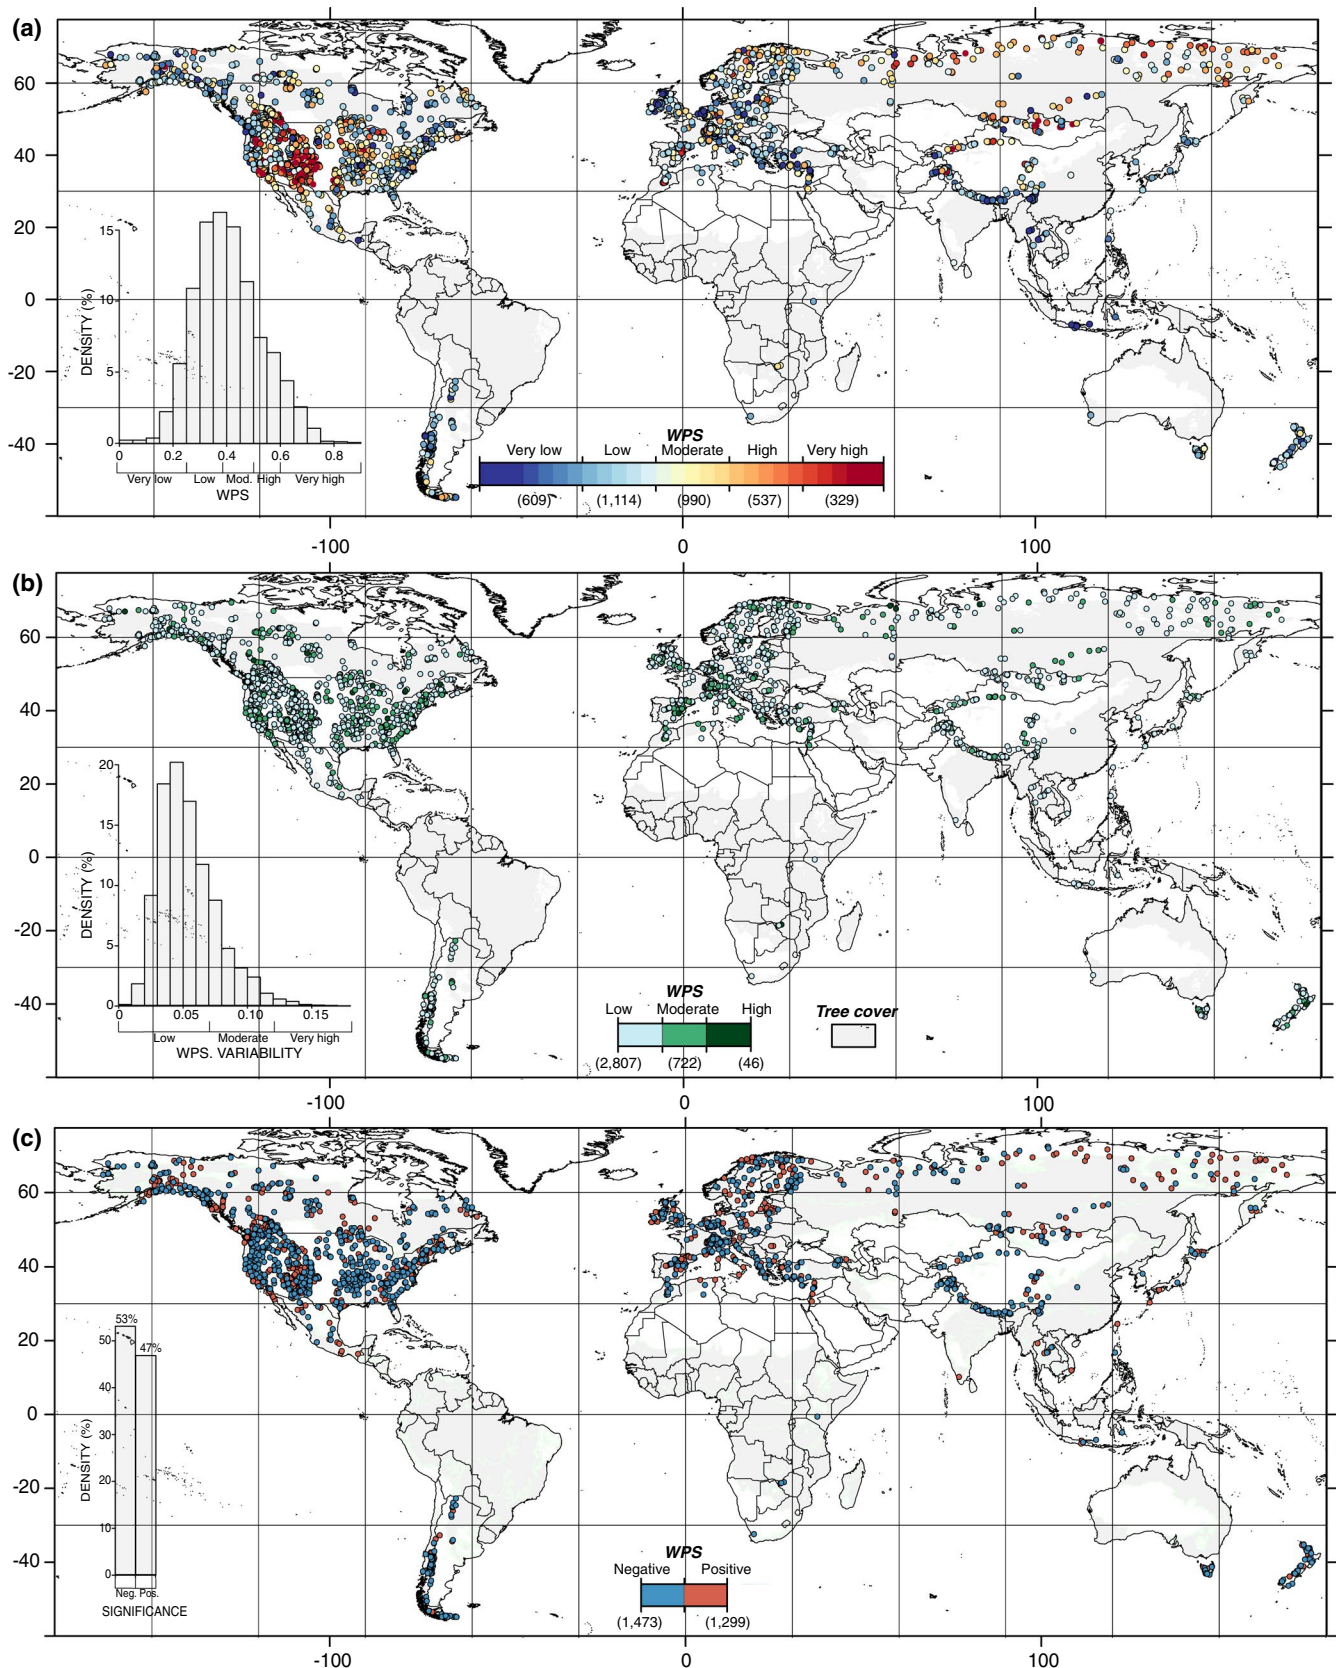 (a)
60
40
20
0
-20
-40
15
10
5
0
DENSITY (%)
0 0.2 0.4 0.6 0.8
Very low Low Mod. High Very high
WPS
WPS
Very low Low Moderate High Very high
(609) (1,114) (990) (537) (329)
-100 0 100
(b)
60
40
20
0
-20
-40
20
15
10
5
0
DENSITY (%)
0 0.05 0.10 0.15
Low Moderate Very high
WPS. VARIABILITY
WPS
Low Moderate High
(2,807) (722) (46)
Tree cover
-100 0 100
(c)
60
40
20
0
-20
-40
53%
47%
50
40
30
20
10
0
DENSITY (%)
Neg. Pos.
SIGNIFICANCE
WPS
Negative Positive
(1,473) (1,299)
-100 0 100